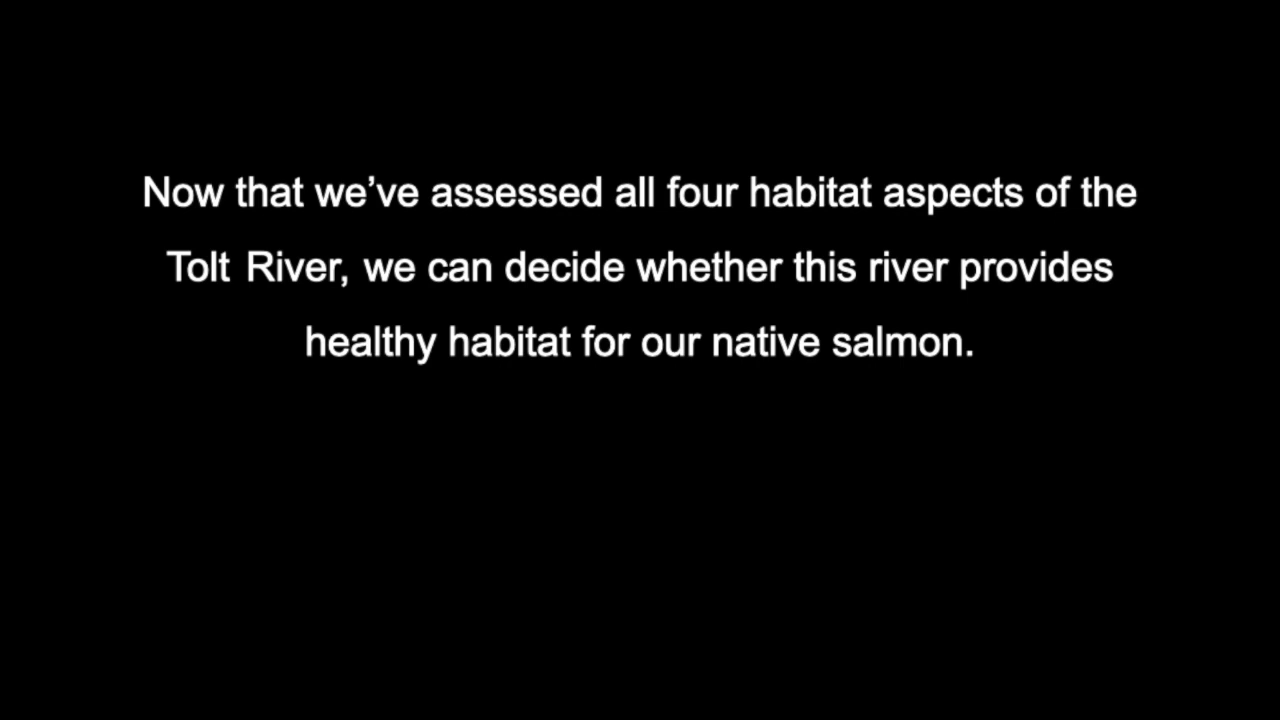 Now that we’ve assessed all four habitat aspects of the
Tolt River, we can decide whether this river provides
healthy habitat for our native salmon.